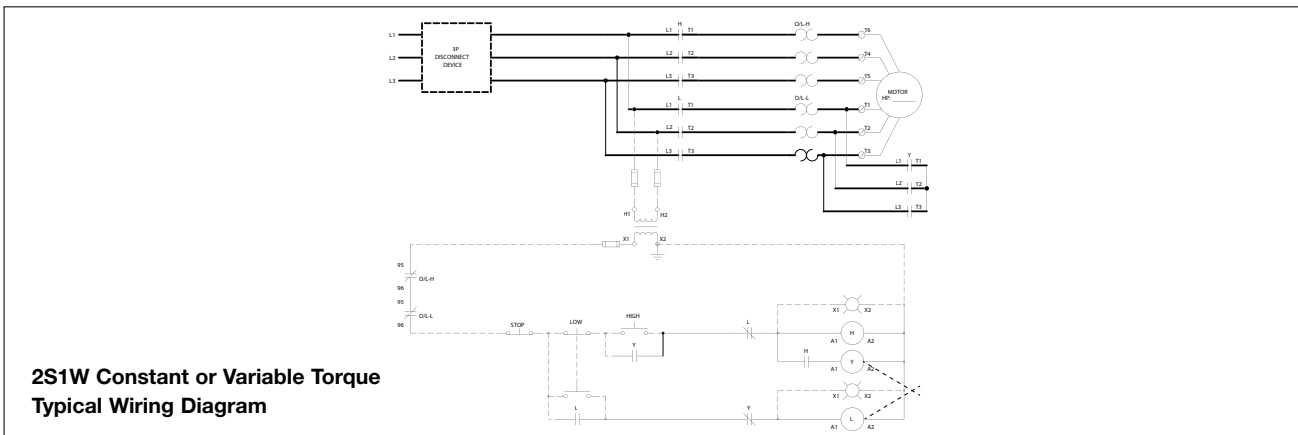 H O/L-H
L1 L1 T1 T6
3P
L2 DISCONNECT L2 T2 T4
DEVICE
L3 L3 T3 T5
L O/L-L MOTOR
L1 T1 T1 HP: ______
L2 T2 T2
L3 T3 T3 Y
L1 T1
L2 T2
L3 T3
H1 H2
X1 X2
95
O/L-H
96
95 X1 X2
O/L-L HIGH L
96 STOP LOW H
Y A1 A2
H Y
A1 A2
2S1W Constant or Variable Torque X1 X2
Typical Wiring Diagram L Y L
A1 A2